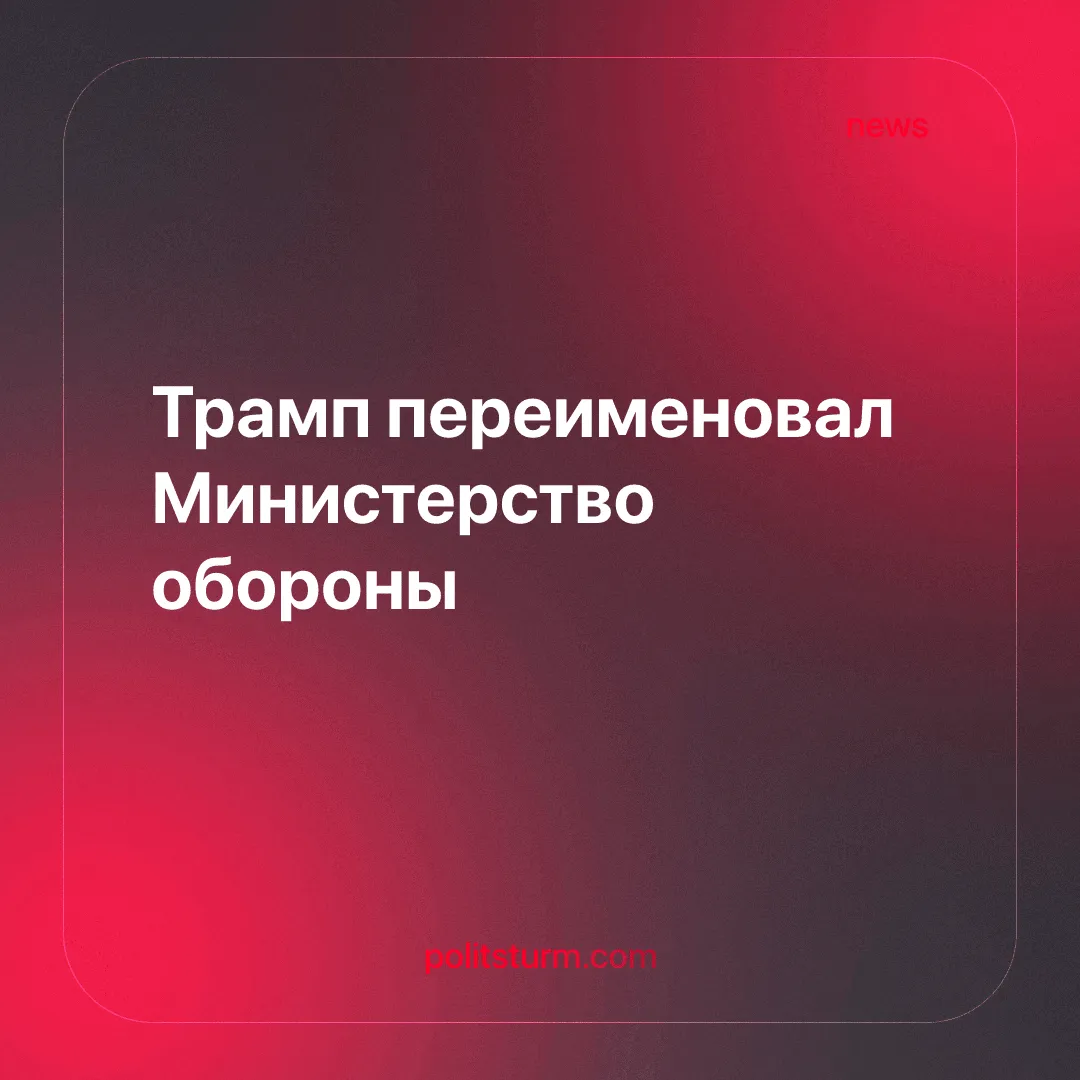 news
Трамп переименовал
Министерство
обороны
politsturm.com